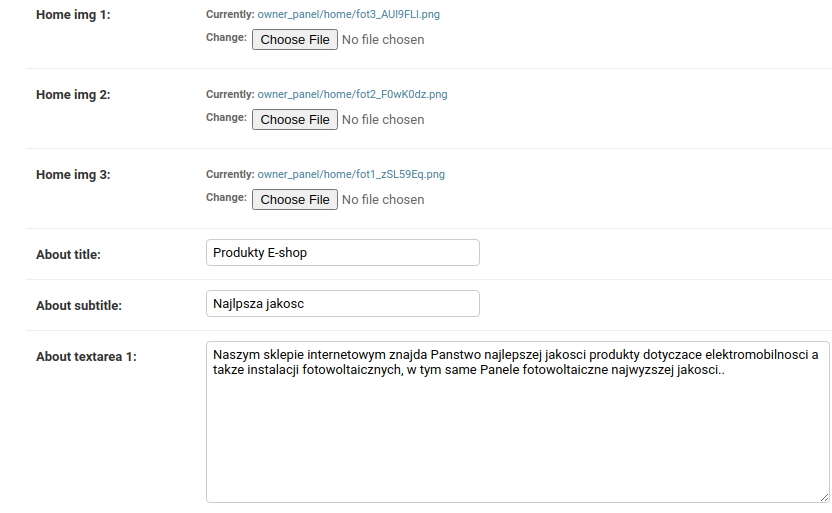 Home img 1:
Currently: owner_panel/home/fot3_AUI9FLI.png
Change: Choose File No file chosen
Home img 2:
Currently: owner_panel/home/fot2_F0wK0dz.png
Change: Choose File No file chosen
Home img 3:
Currently: owner_panel/home/fot1_zSL59Eq.png
Change: Choose File No file chosen
About title:
Produkty E-shop
About subtitle:
Najlpsza jakosc
About textarea 1:
Naszym sklepie internetowym znajda Panstwo najlepszej jakosci produkty dotyczace elektromobilnosci a
takze instalacji fotowoltaicznych, w tym same Panele fotowoltaiczne najwyzszej jakosci..